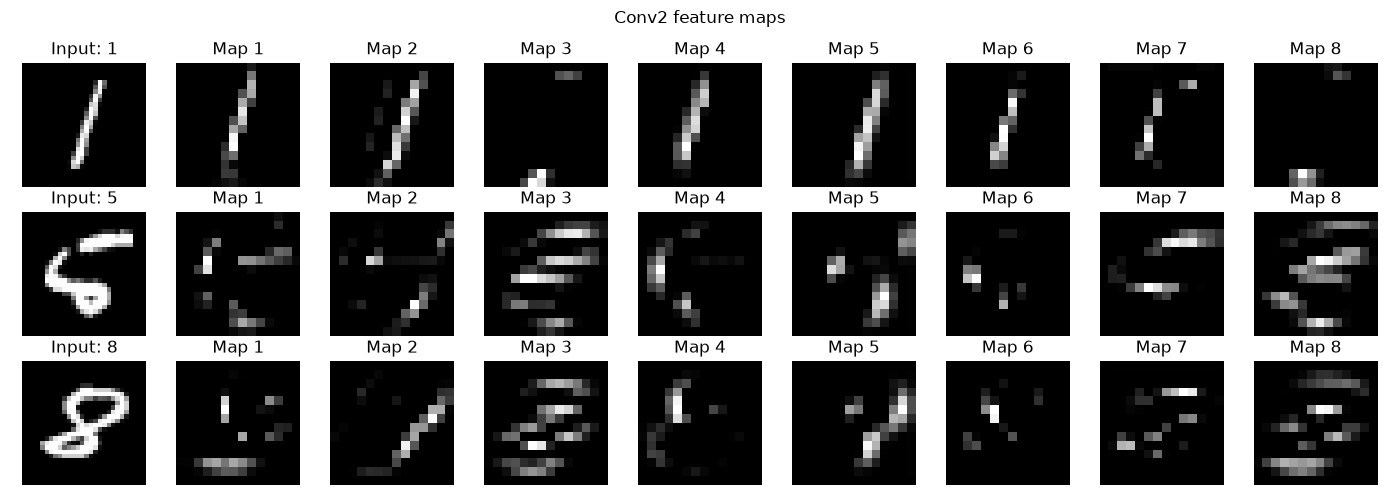 Conv2 feature maps
Input: 1 Map 1 Map 2 Map 3 Map 4 Map 5 Map 6 Map 7 Map 8
Input: 5 Map 1 Map 2 Map 3 Map 4 Map 5 Map 6 Map 7 Map 8
Input: 8 Map 1 Map 2 Map 3 Map 4 Map 5 Map 6 Map 7 Map 8